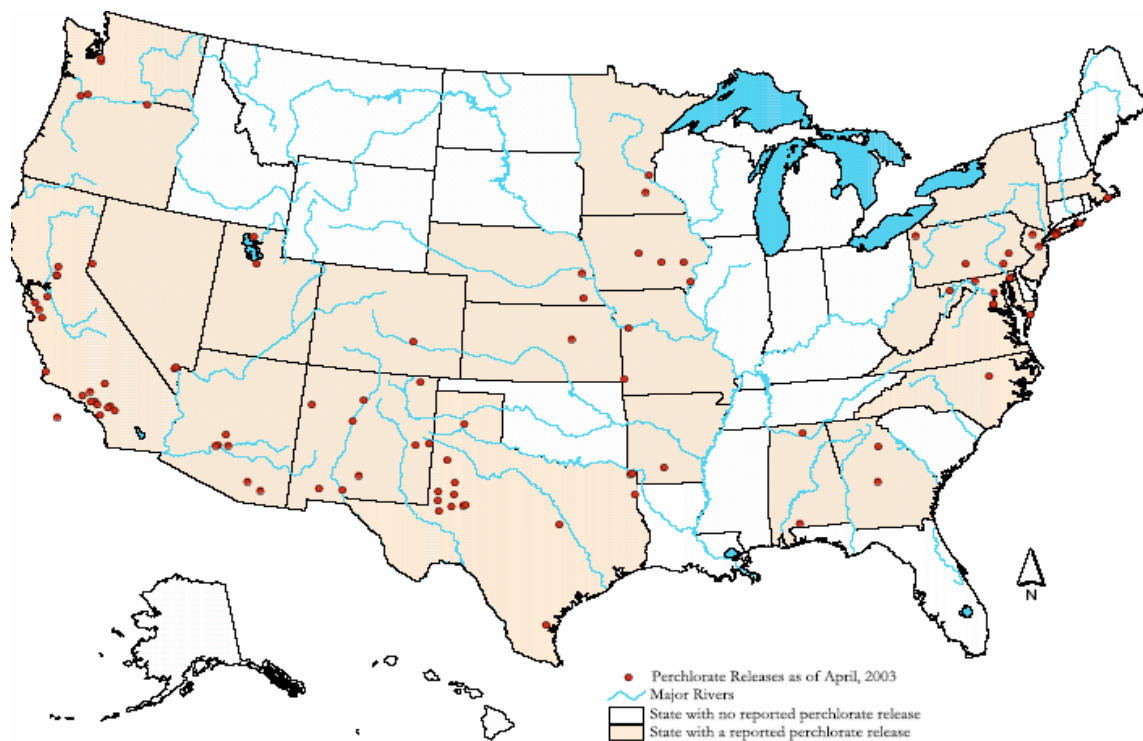 N
Perchlorate Releases as of April, 2003
Major Rivers
State with no reported perchlorate release
State with a reported perchlorate release